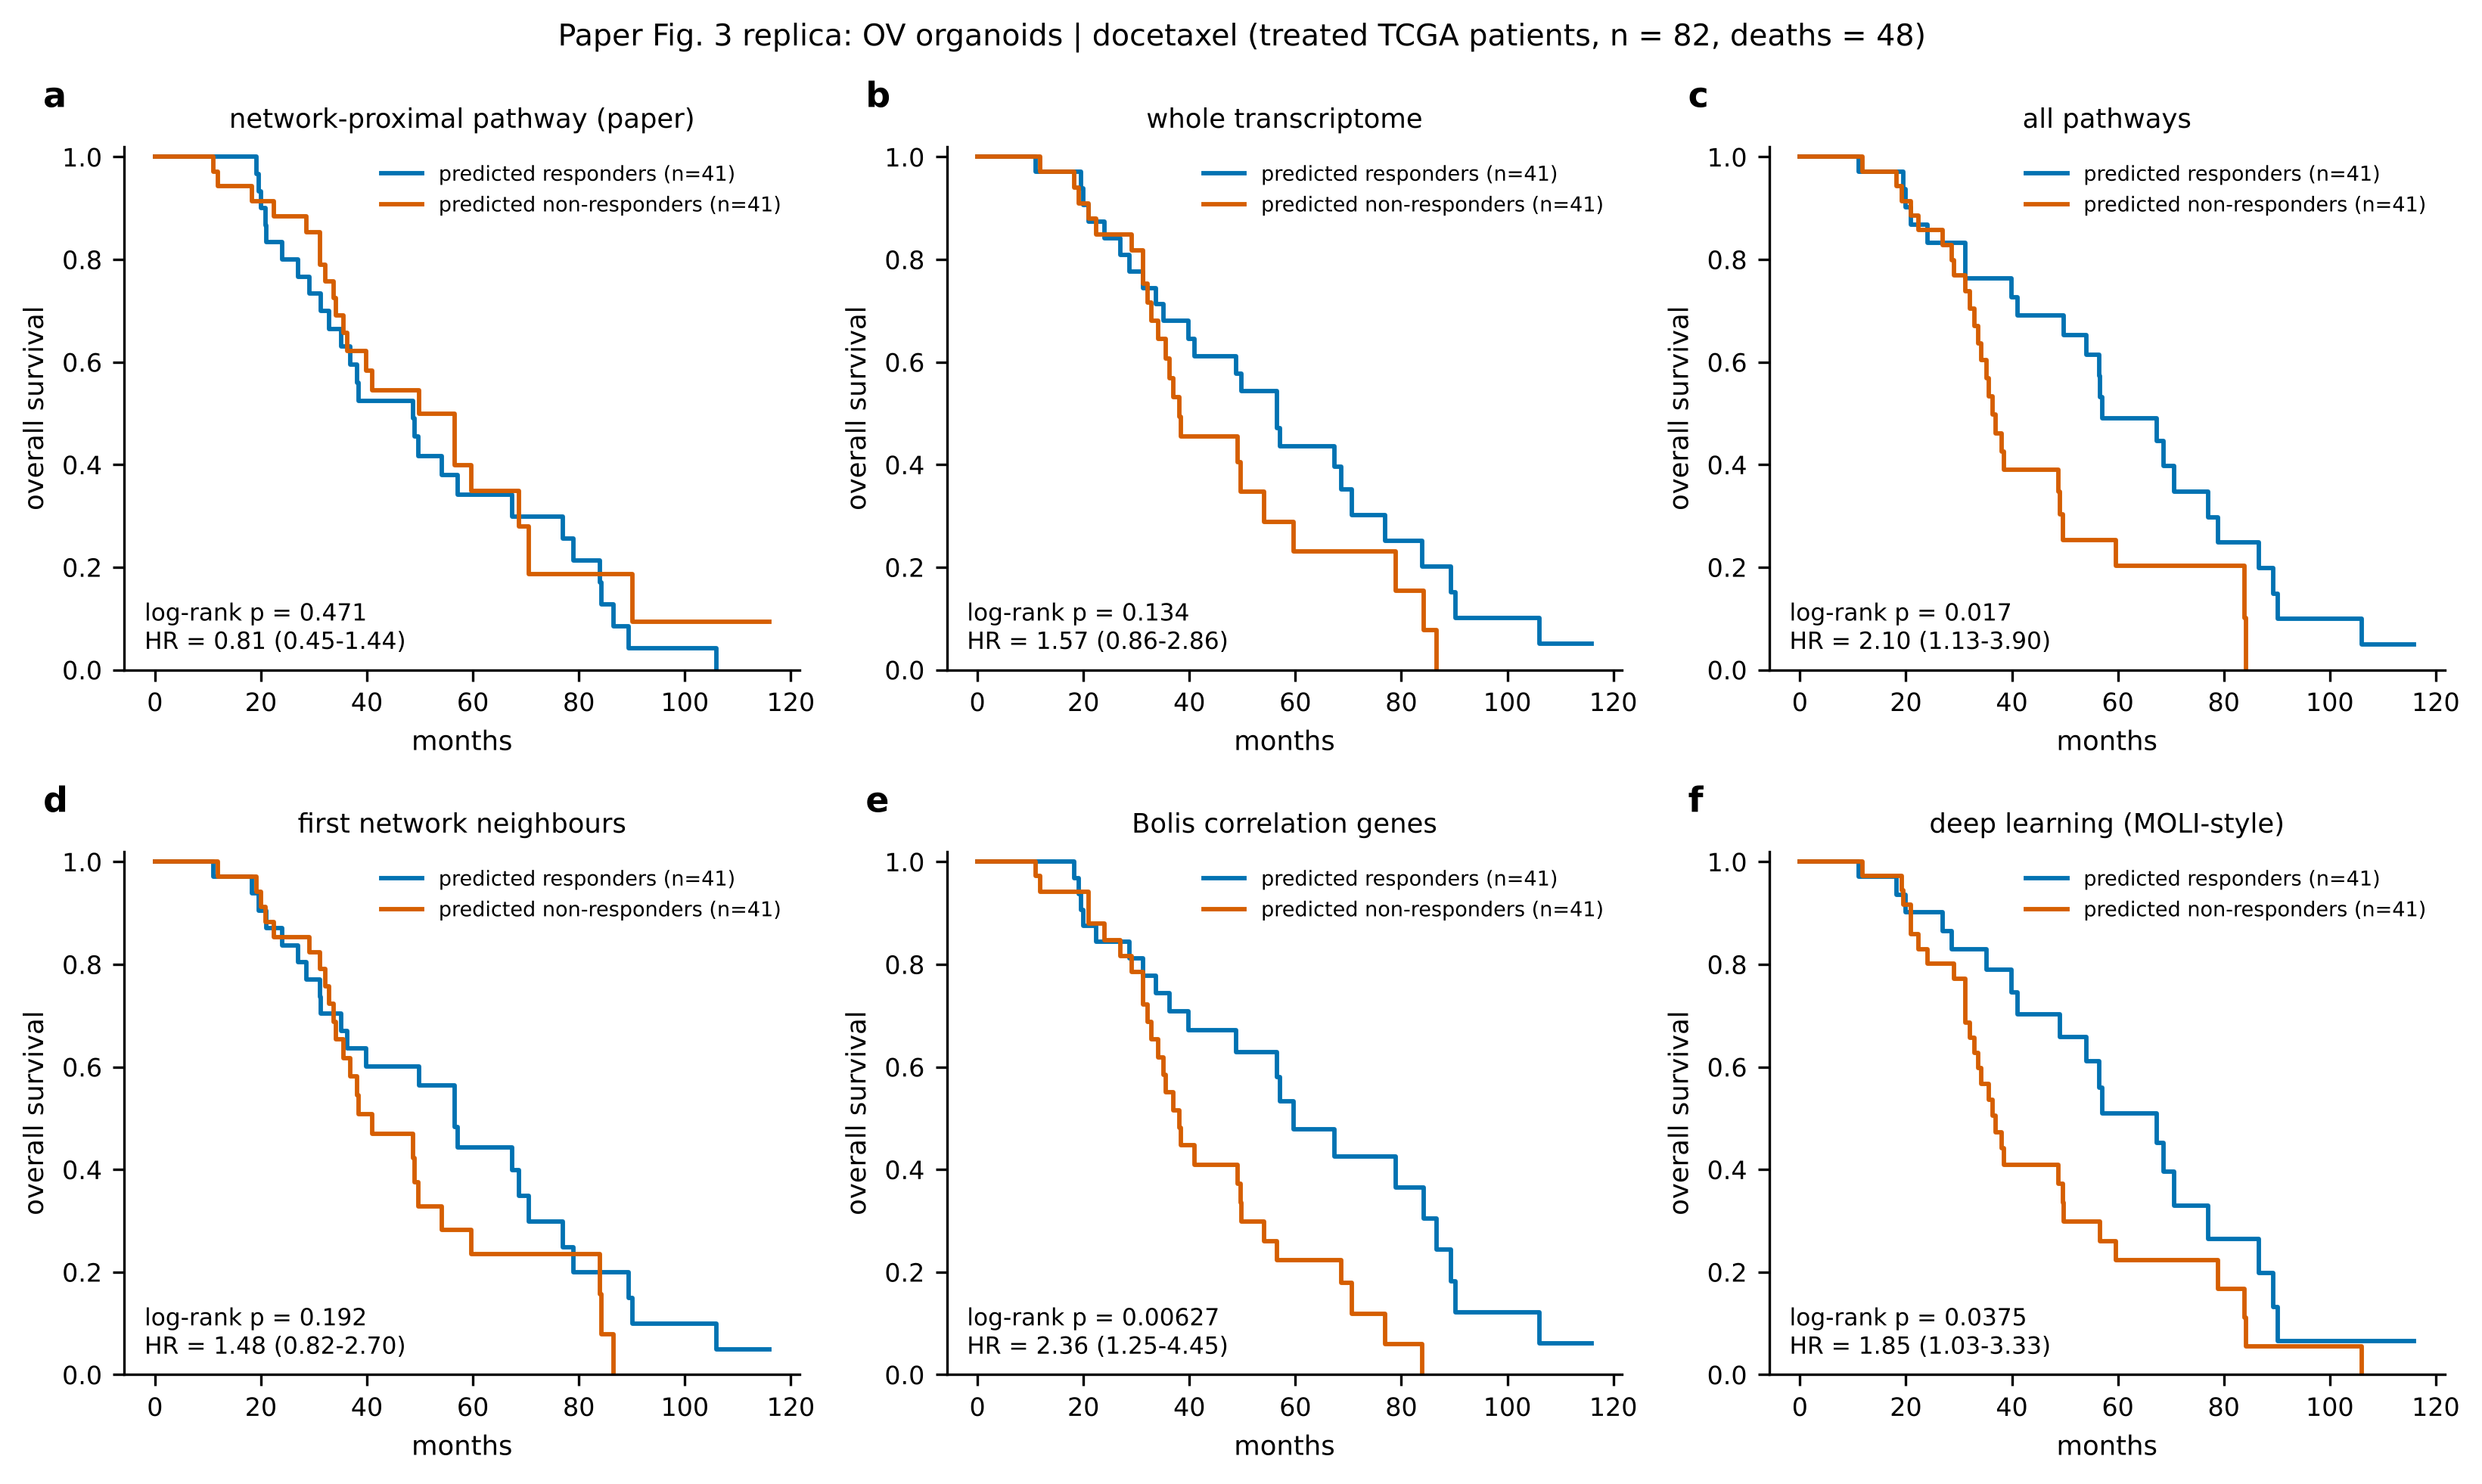 Paper Fig. 3 replica: OV organoids | docetaxel (treated TCGA patients, n = 82, deaths = 48)
a
network-proximal pathway (paper)
predicted responders (n=41)
predicted non-responders (n=41)
overall survival
1.0
0.8
0.6
0.4
0.2
0.0
log-rank p = 0.471
HR = 0.81 (0.45-1.44)
0 20 40 60 80 100 120
months
b
whole transcriptome
predicted responders (n=41)
predicted non-responders (n=41)
overall survival
1.0
0.8
0.6
0.4
0.2
0.0
log-rank p = 0.134
HR = 1.57 (0.86-2.86)
0 20 40 60 80 100 120
months
c
all pathways
predicted responders (n=41)
predicted non-responders (n=41)
overall survival
1.0
0.8
0.6
0.4
0.2
0.0
log-rank p = 0.017
HR = 2.10 (1.13-3.90)
0 20 40 60 80 100 120
months
d
first network neighbours
predicted responders (n=41)
predicted non-responders (n=41)
overall survival
1.0
0.8
0.6
0.4
0.2
0.0
log-rank p = 0.192
HR = 1.48 (0.82-2.70)
0 20 40 60 80 100 120
months
e
Bolis correlation genes
predicted responders (n=41)
predicted non-responders (n=41)
overall survival
1.0
0.8
0.6
0.4
0.2
0.0
log-rank p = 0.00627
HR = 2.36 (1.25-4.45)
0 20 40 60 80 100 120
months
f
deep learning (MOLI-style)
predicted responders (n=41)
predicted non-responders (n=41)
overall survival
1.0
0.8
0.6
0.4
0.2
0.0
log-rank p = 0.0375
HR = 1.85 (1.03-3.33)
0 20 40 60 80 100 120
months